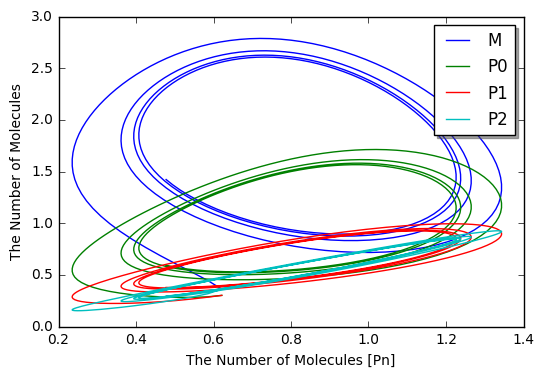 3.0
2.5
2.0
1.5
1.0
0.5
0.0
The Number of Molecules
M
P0
P1
P2
0.2 0.4 0.6 0.8 1.0 1.2 1.4
The Number of Molecules [Pn]